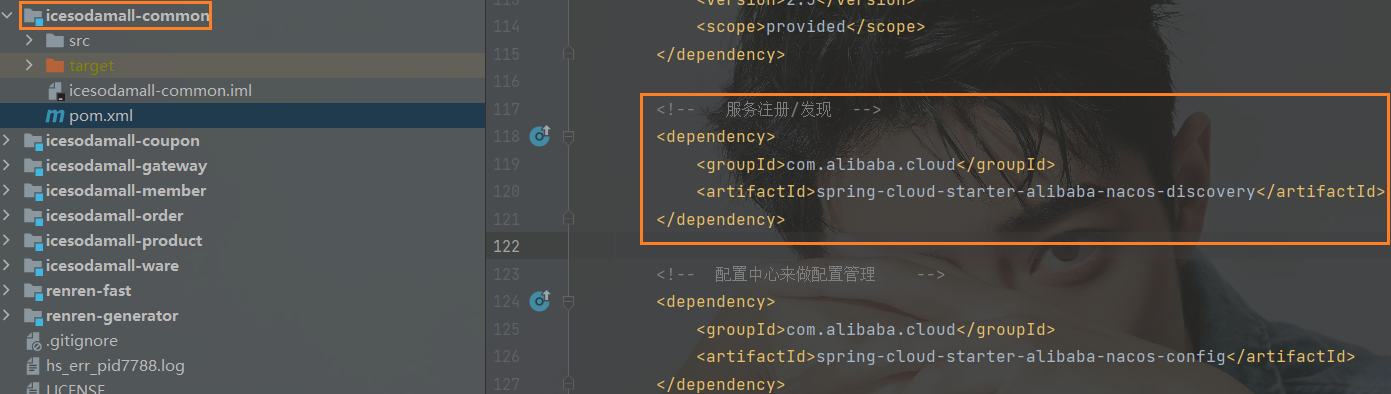 icesodamall-common
src
target
icesodamall-common.iml
pom.xml
icesodamall-coupon
icesodamall-gateway
icesodamall-member
icesodamall-order
icesodamall-product
icesodamall-ware
renren-fast
renren-generator
.gitignore
hs_err_pid7788.log
LICENSE
113 <version>2.5</version>
114 <scope>provided</scope>
115 </dependency>
116
117 <!-- 服务注册/发现 -->
118 <dependency>
119 <groupId>com.alibaba.cloud</groupId>
120 <artifactId>spring-cloud-starter-alibaba-nacos-discovery</artifactId>
121 </dependency>
122
123 <!-- 配置中心来做配置管理 -->
124 <dependency>
125 <groupId>com.alibaba.cloud</groupId>
126 <artifactId>spring-cloud-starter-alibaba-nacos-config</artifactId>
127 </dependency>